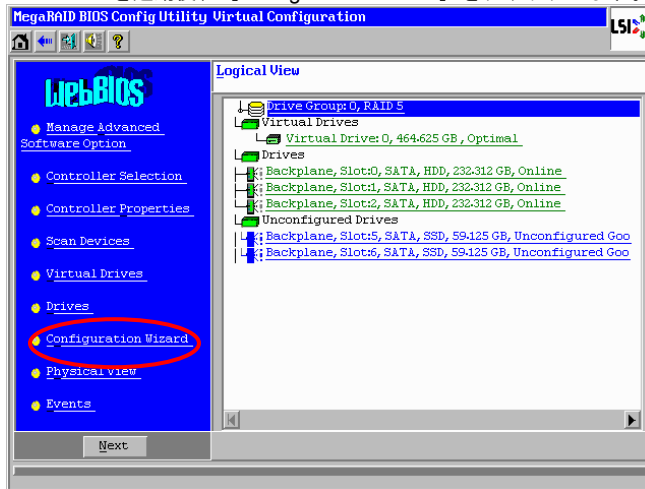 MegaRAID BIOS Config Utility Virtual Configuration
LSI
WebBIOS
Manage Advanced
Software Option
Controller Selection
Controller Properties
Scan Devices
Virtual Drives
Drives
Configuration Wizard
Physical View
Events
Next
Logical View
Drive Group: 0, RAID 5
Virtual Drives
Virtual Drive: 0, 464.625 GB , Optimal
Drives
Backplane, Slot:0, SATA, HDD, 232.312 GB, Online
Backplane, Slot:1, SATA, HDD, 232.312 GB, Online
Backplane, Slot:2, SATA, HDD, 232.312 GB, Online
Unconfigured Drives
Backplane, Slot:5, SATA, SSD, 59.125 GB, Unconfigured Goo
Backplane, Slot:6, SATA, SSD, 59.125 GB, Unconfigured Goo